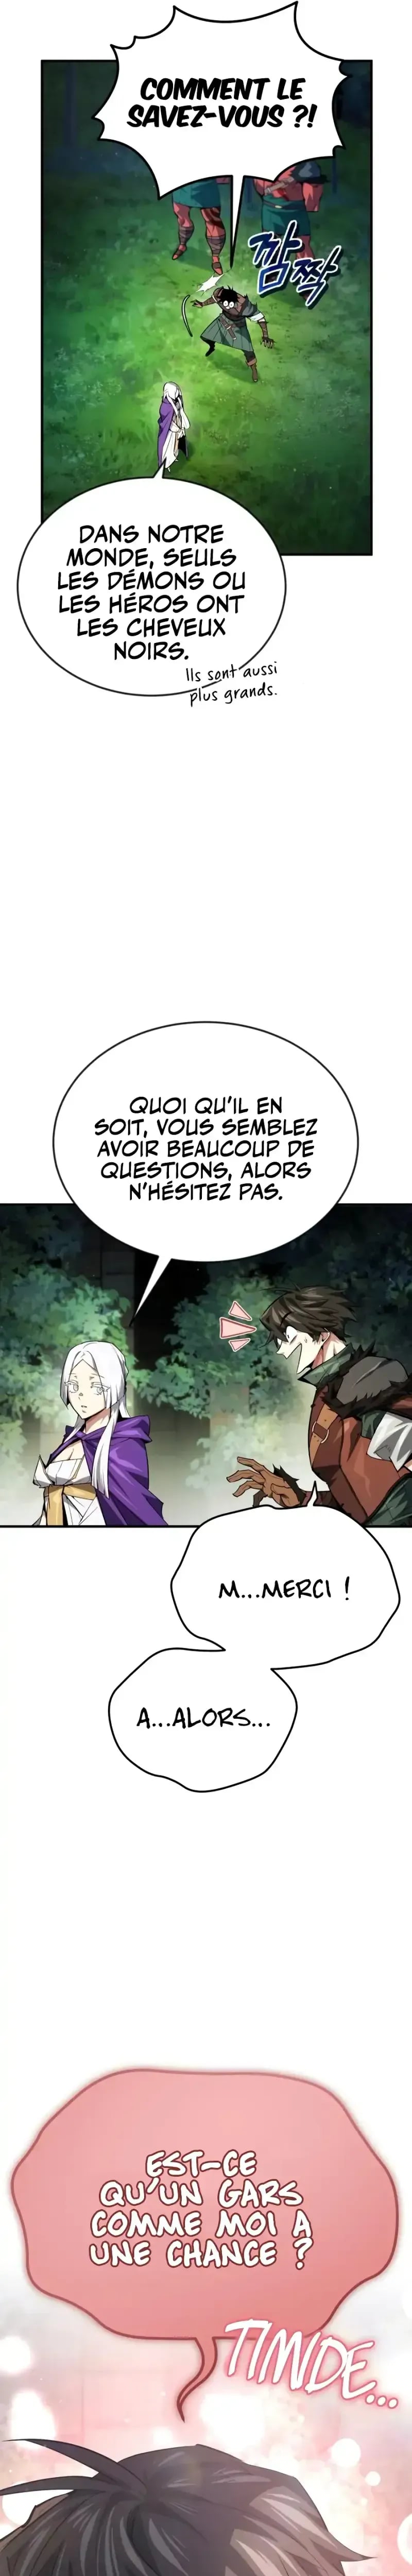 COMMENT LE
SAVEZ-VOUS ?!
깜짝
DANS NOTRE
MONDE, SEULS
LES DÉMONS OU
LES HÉROS ONT
LES CHEVEUX
NOIRS.
Ils sont aussi
plus grands.
QUOI QU'IL EN
SOIT, VOUS SEMBLEZ
AVOIR BEAUCOUP DE
QUESTIONS, ALORS
N'HÉSITEZ PAS.
M...MERCI !
A...ALORS...
EST-CE
QU'UN GARS
COMME MOI A
UNE CHANCE ?
TIMIDE...